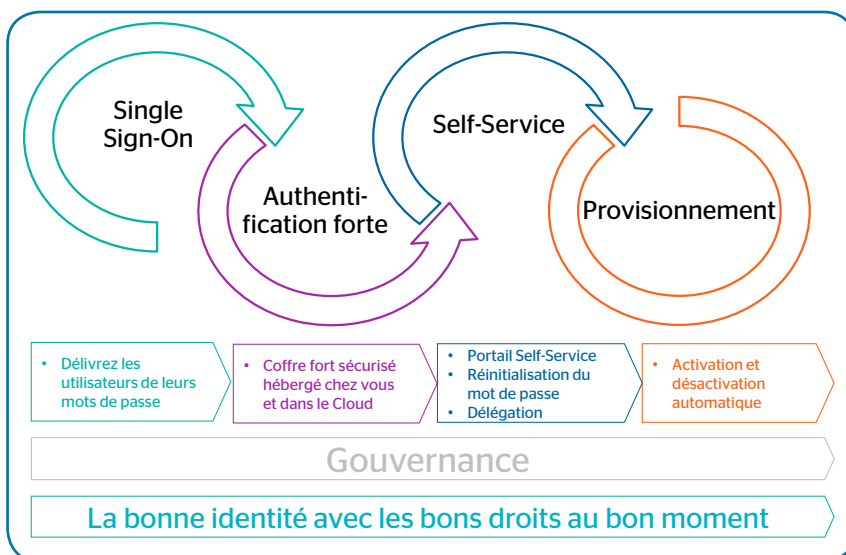 Single
Sign-On
Authenti-
fication forte
Self-Service
Provisionnement
• Délivrez les
utilisateurs de leurs
mots de passe
• Coffre fort sécurisé
hébergé chez vous
et dans le Cloud
• Portail Self-Service
• Réinitialisation du
mot de passe
• Délégation
• Activation et
désactivation
automatique
Gouvernance
La bonne identité avec les bons droits au bon moment